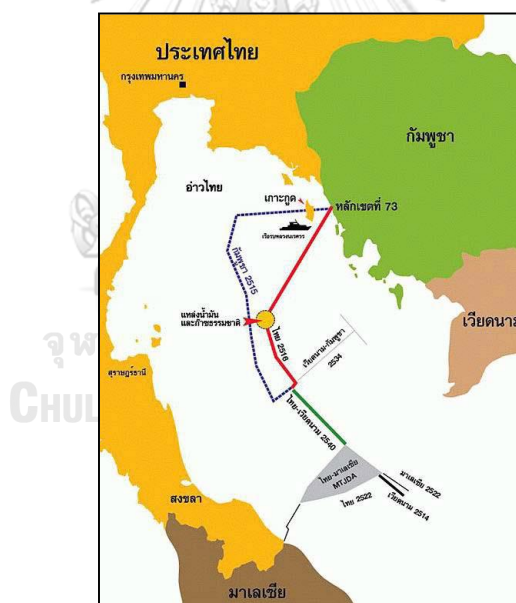 ประเทศไทย
กรุงเทพมหานคร
กัมพูชา
อ่าวไทย
เกาะกูด
หลักเขตที่ 73
กัมพูชา 2515
แหล่งน้ำมัน
และก๊าซธรรมชาติ
เวียดนาม
ไทย 2516
เวียดนาม-กัมพูชา
2534
สุราษฎร์ธานี
CHUL
ไทย-เวียดนาม 2540
ไทย-มาเลเซีย
MTJDA
มาเลเซีย 2522
ไทย 2522
เวียดนาม 2514
สงขลา
มาเลเซีย